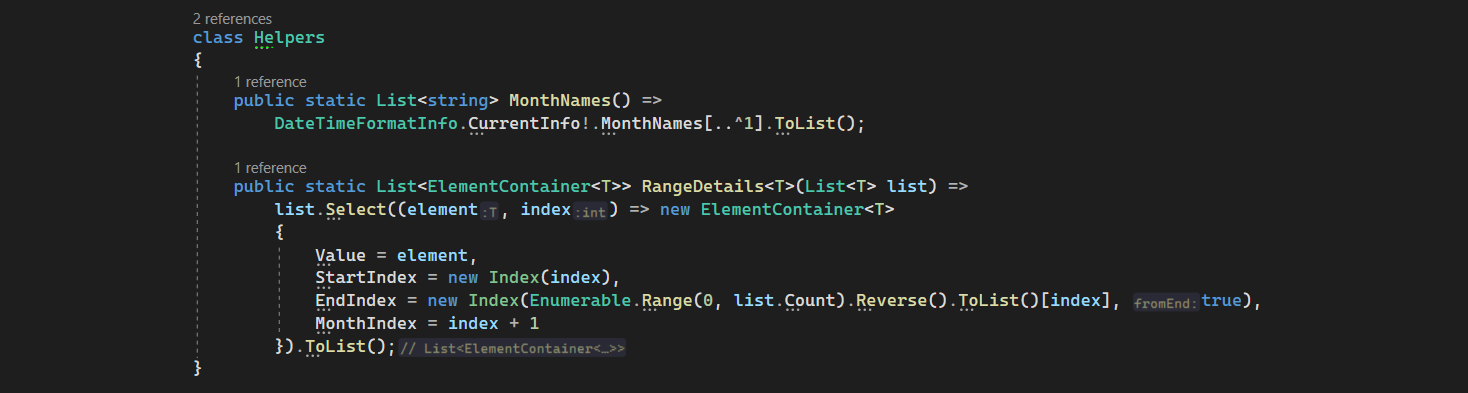 2 references
class Helpers
{
1 reference
public static List<string> MonthNames() =>
DateTimeFormatInfo.CurrentInfo!.MonthNames[..^1].ToList();
1 reference
public static List<ElementContainer<T>> RangeDetails<T>(List<T> list) =>
list.Select((element:T, index:int) => new ElementContainer<T>
{
Value = element,
StartIndex = new Index(index),
EndIndex = new Index(Enumerable.Range(0, list.Count).Reverse().ToList()[index], fromEnd:true),
MonthIndex = index + 1
}).ToList(); // List<ElementContainer<…>>
}